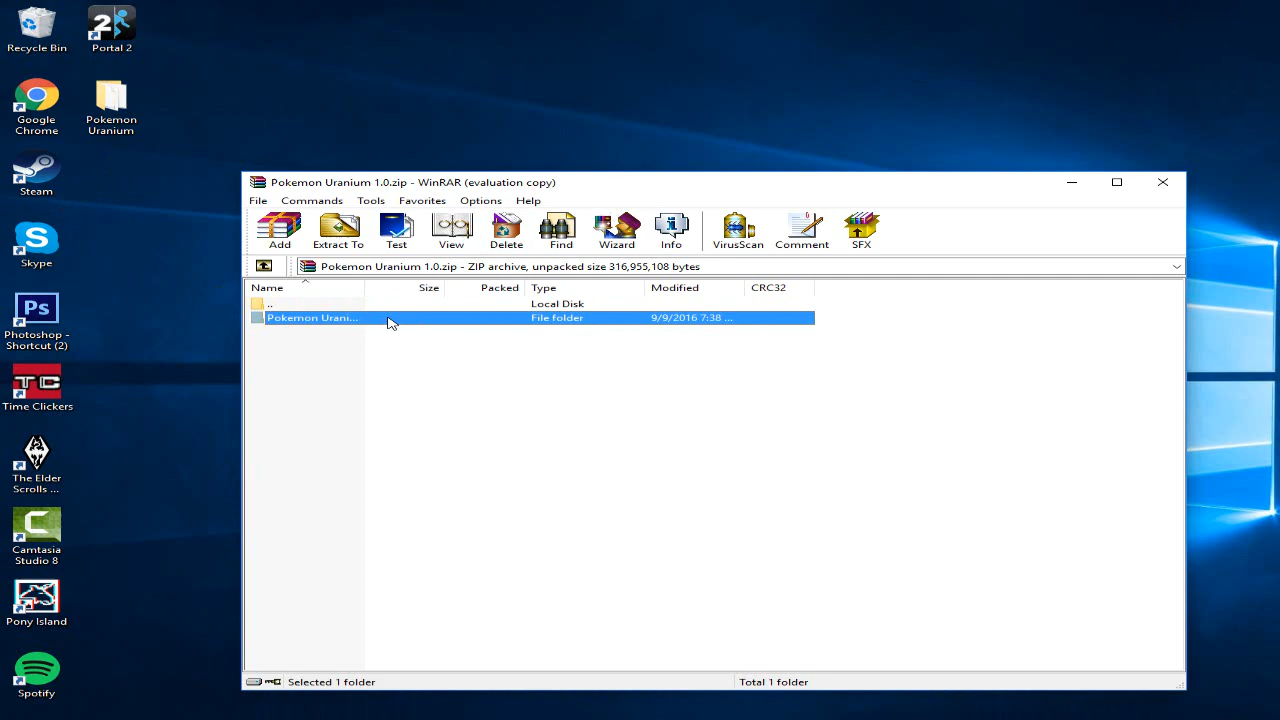 Recycle Bin
Portal 2
Google
Chrome
Pokemon
Uranium
Steam
Skype
Photoshop -
Shortcut (2)
Time Clickers
The Elder
Scrolls ...
Camtasia
Studio 8
Pony Island
Spotify
Pokemon Uranium 1.0.zip - WinRAR (evaluation copy)
File Commands Tools Favorites Options Help
Add Extract To Test View Delete Find Wizard Info VirusScan Comment SFX
Pokemon Uranium 1.0.zip - ZIP archive, unpacked size 316,955,108 bytes
Name Size Packed Type Modified CRC32
.. Local Disk
Pokemon Urani... File folder 9/9/2016 7:38 ...
Selected 1 folder Total 1 folder
2
S
Ps
TC
C